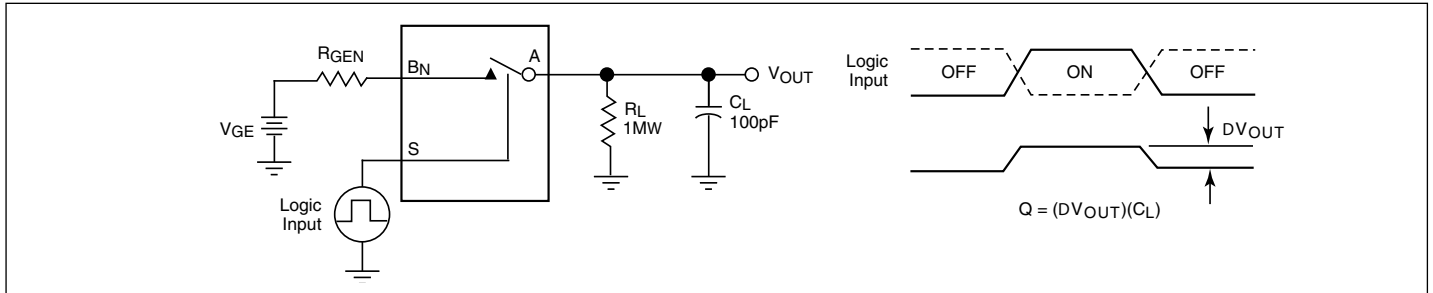 RGEN
BN
A
VOUT
RL
1MW
CL
100pF
VGE
S
Logic
Input
Logic
Input
OFF
ON
OFF
DVOUT
Q = (DVOUT)(CL)